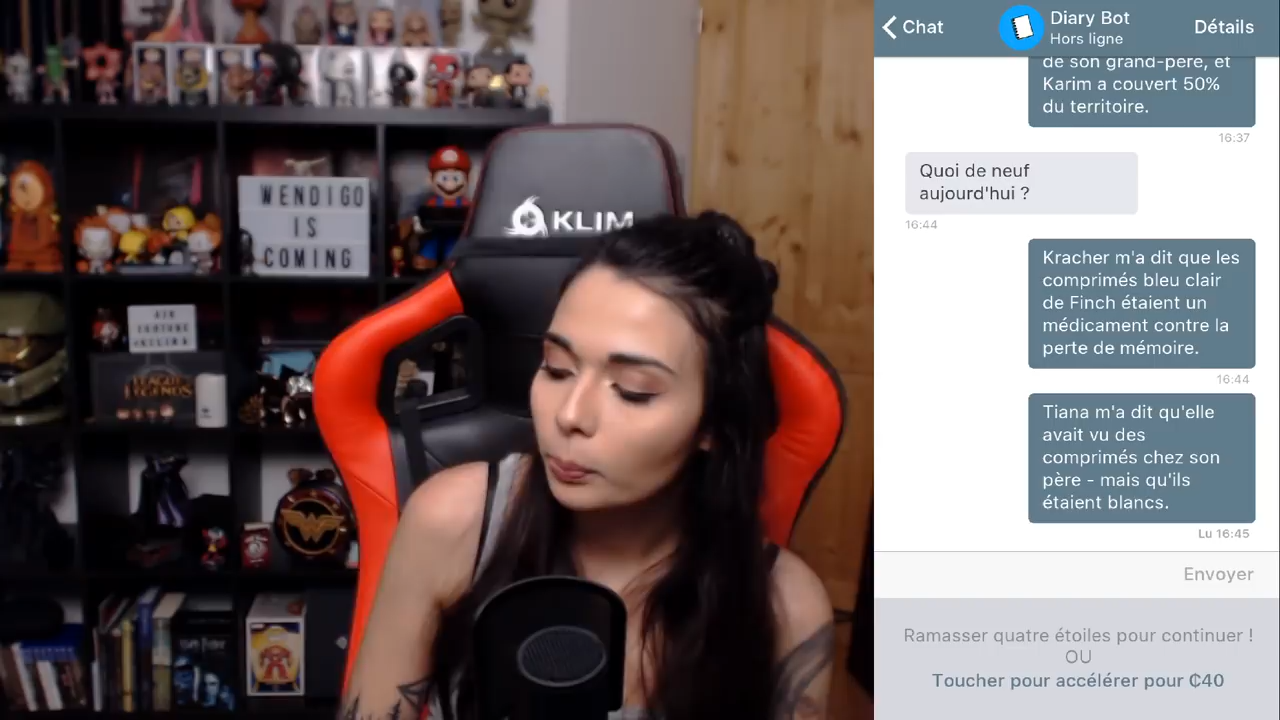 WENDIGO
IS
COMING
KLIM
LEAGUE
LEGENDS
Chat
Diary Bot
Hors ligne
Détails
de son grand-père, et
Karim a couvert 50%
du territoire.
16:37
Quoi de neuf
aujourd'hui ?
16:44
Kracher m'a dit que les
comprimés bleu clair
de Finch étaient un
médicament contre la
perte de mémoire.
16:44
Tiana m'a dit qu'elle
avait vu des
comprimés chez son
père - mais qu'ils
étaient blancs.
Lu 16:45
Envoyer
Ramasser quatre étoiles pour continuer !
OU
Toucher pour accélérer pour ₵40